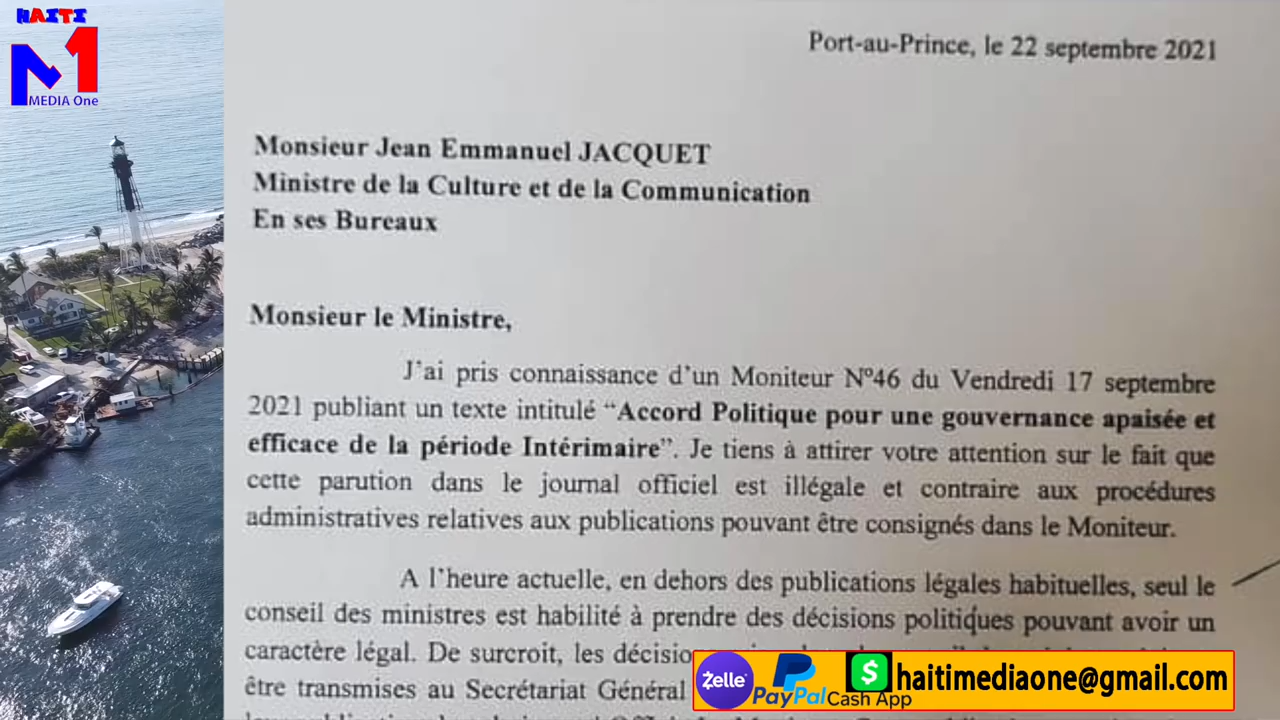 HAITI
M1
MEDIA One
Port-au-Prince, le 22 septembre 2021
Monsieur Jean Emmanuel JACQUET
Ministre de la Culture et de la Communication
En ses Bureaux
Monsieur le Ministre,
J'ai pris connaissance d'un Moniteur Nº46 du Vendredi 17 septembre
2021 publiant un texte intitulé “Accord Politique pour une gouvernance apaisée et
efficace de la période Intérimaire”. Je tiens à attirer votre attention sur le fait que
cette parution dans le journal officiel est illégale et contraire aux procédures
administratives relatives aux publications pouvant être consignés dans le Moniteur.
A l'heure actuelle, en dehors des publications légales habituelles, seul le
conseil des ministres est habilité à prendre des décisions politiques pouvant avoir un
caractère légal. De surcroit, les
être transmises au Secrétariat Général
Zelle PayPal $ Cash App haitimediaone@gmail.com